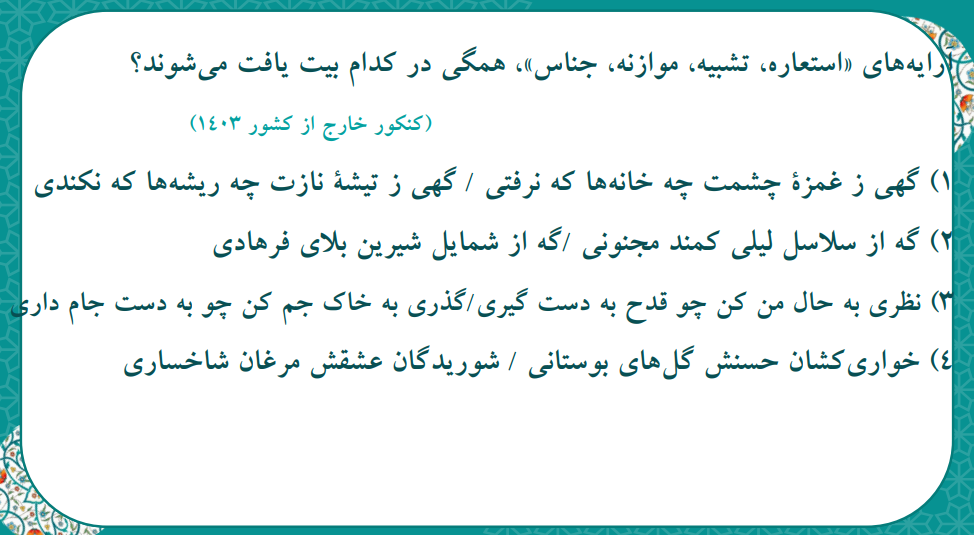 ارایه‌های «استعاره، تشبیه، موازنه، جناس»، همگی در کدام بیت یافت می‌شوند؟
(کنکور خارج از کشور ۱٤۰۳)
۱) گهی ز غمزهٔ چشمت چه خانه‌ها که نرفتی / گهی ز تیشهٔ نازت چه ریشه‌ها که نکندی
۲) گه از سلاسل لیلی کمند مجنونی /گه از شمایل شیرین بلای فرهادی
۳) نظری به حال من کن چو قدح به دست گیری/گذری به خاک جم کن چو به دست جام داری
٤) خواری‌کشان حسنش گل‌های بوستانی / شوریدگان عشقش مرغان شاخساری